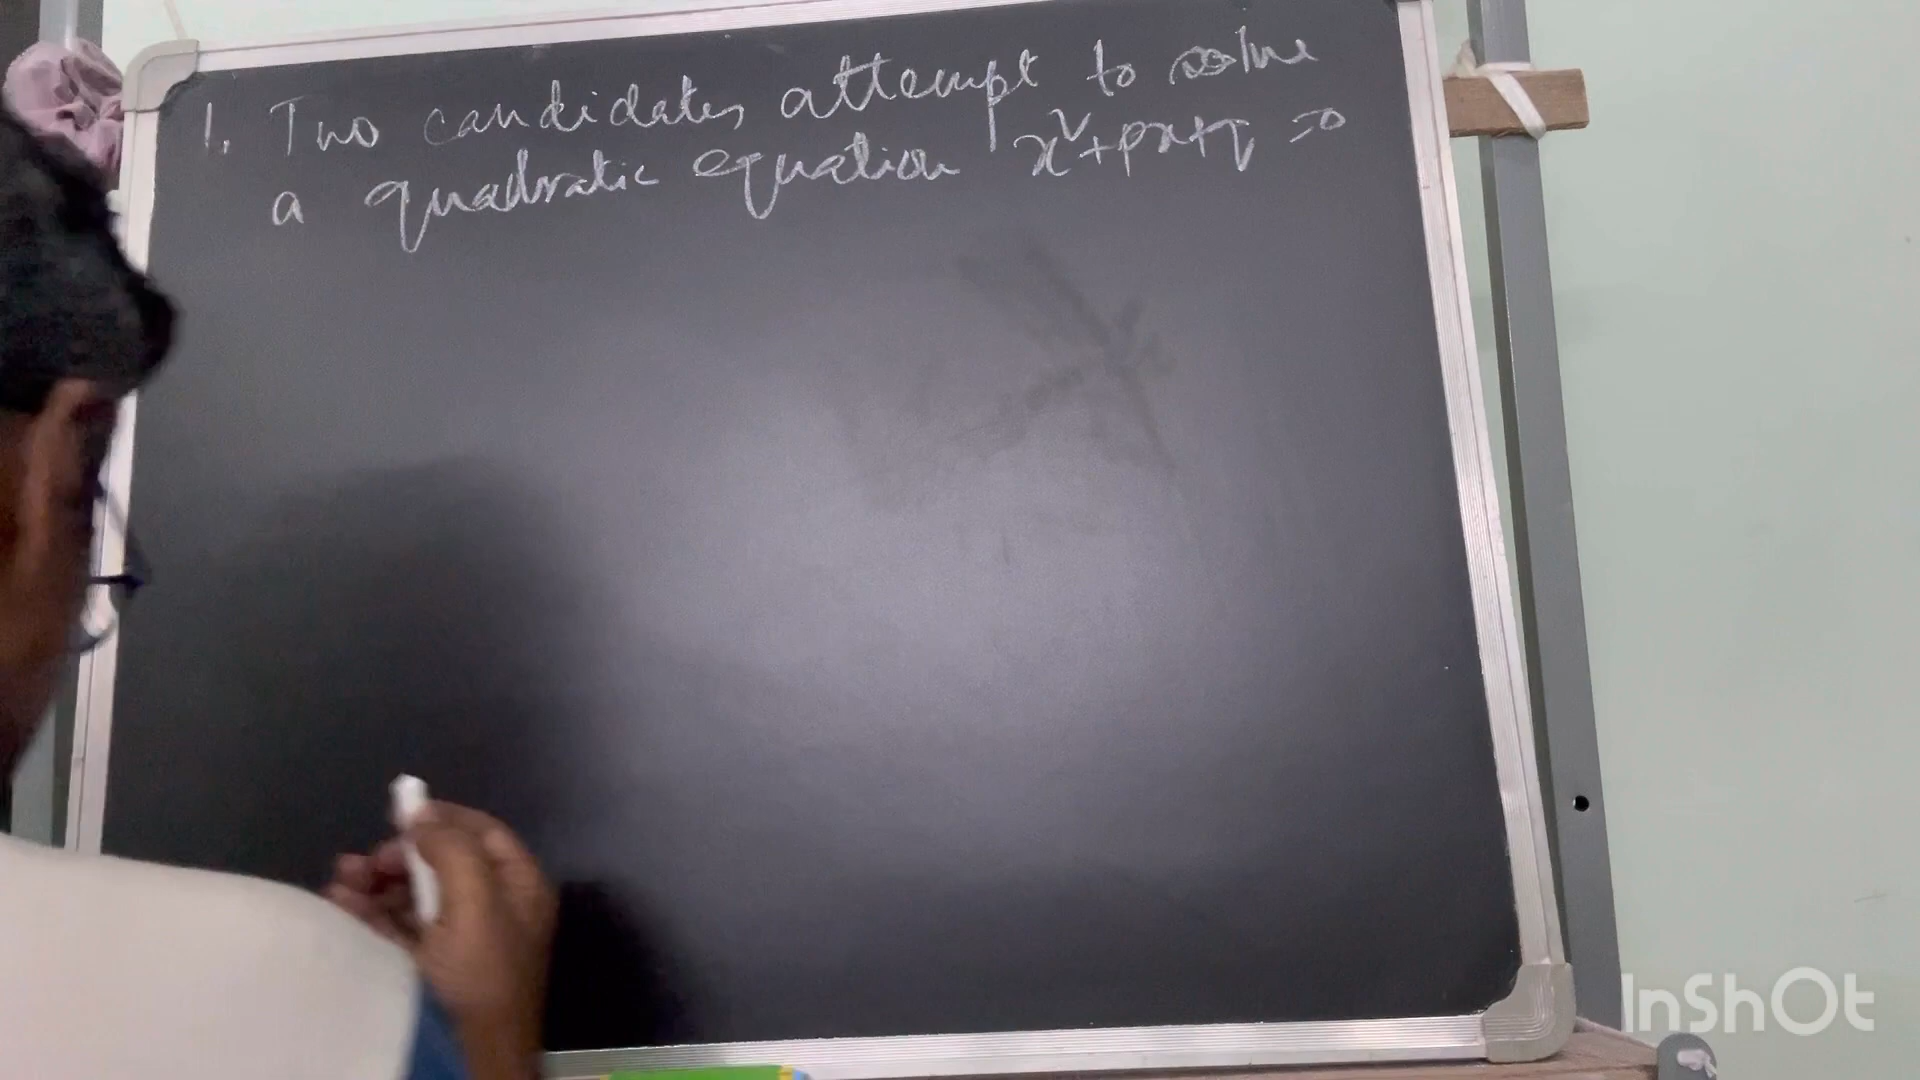 1. Two candidates attempt to solve
a quadratic equation x²+px+q =0
InShOt